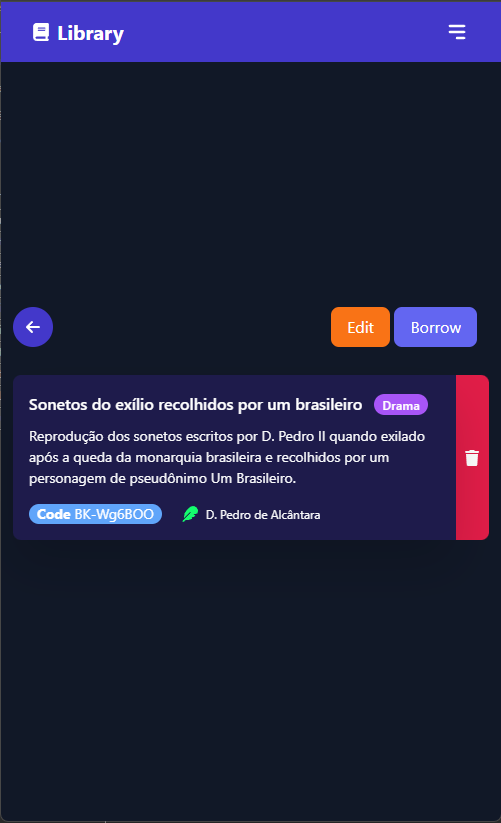 Library
Edit
Borrow
Sonetos do exílio recolhidos por um brasileiro
Drama
Reprodução dos sonetos escritos por D. Pedro II quando exilado
após a queda da monarquia brasileira e recolhidos por um
personagem de pseudônimo Um Brasileiro.
Code BK-Wg6BOO
D. Pedro de Alcântara